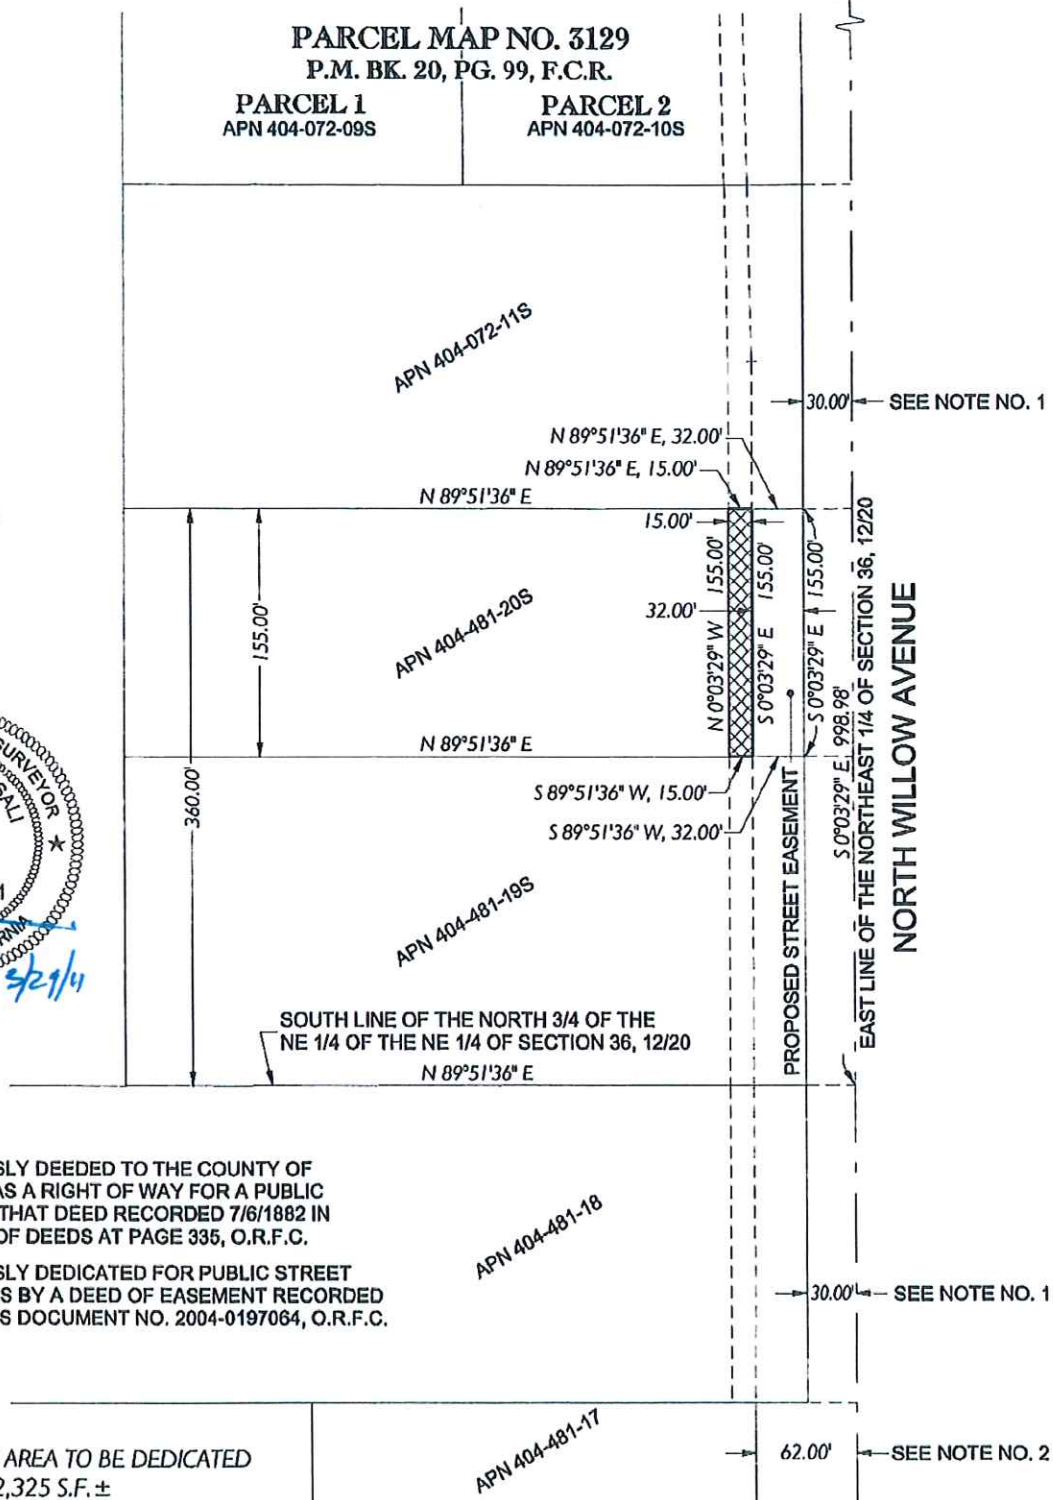 PARCEL MAP NO. 3129
P.M. BK. 20, PG. 99, F.C.R.
PARCEL 1
APN 404-072-09S
PARCEL 2
APN 404-072-10S
APN 404-072-11S
30.00' SEE NOTE NO. 1
N 89°51'36" E, 32.00'
N 89°51'36" E, 15.00'
N 89°51'36" E
15.00'
155.00'
APN 404-481-20S
32.00'
N 0°03'29" W 155.00'
S 0°03'29" E 155.00'
S 0°03'29" E 155.00'
S 0°03'29" E 998.98'
EAST LINE OF THE NORTHEAST 1/4 OF SECTION 36, 12/20
NORTH WILLOW AVENUE
N 89°51'36" E
S 89°51'36" W, 15.00'
S 89°51'36" W, 32.00'
360.00'
PROPOSED STREET EASEMENT
SURVEYOR
3/29/11
APN 404-481-19S
SOUTH LINE OF THE NORTH 3/4 OF THE
NE 1/4 OF THE NE 1/4 OF SECTION 36, 12/20
N 89°51'36" E
SLY DEEDED TO THE COUNTY OF
AS A RIGHT OF WAY FOR A PUBLIC
THAT DEED RECORDED 7/6/1882 IN
OF DEEDS AT PAGE 335, O.R.F.C.
SLY DEDICATED FOR PUBLIC STREET
S BY A DEED OF EASEMENT RECORDED
S DOCUMENT NO. 2004-0197064, O.R.F.C.
APN 404-481-18
30.00' SEE NOTE NO. 1
AREA TO BE DEDICATED
2,325 S.F.±
APN 404-481-17
62.00' SEE NOTE NO. 2